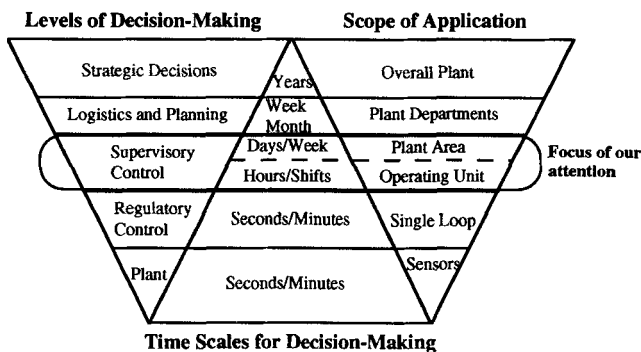 Levels of Decision-Making
Scope of Application
Strategic Decisions
Years
Overall Plant
Logistics and Planning
Week
Month
Plant Departments
Supervisory
Control
Days/Week
Hours/Shifts
Plant Area
Operating Unit
Focus of our
attention
Regulatory
Control
Seconds/Minutes
Single Loop
Plant
Seconds/Minutes
Sensors
Time Scales for Decision-Making